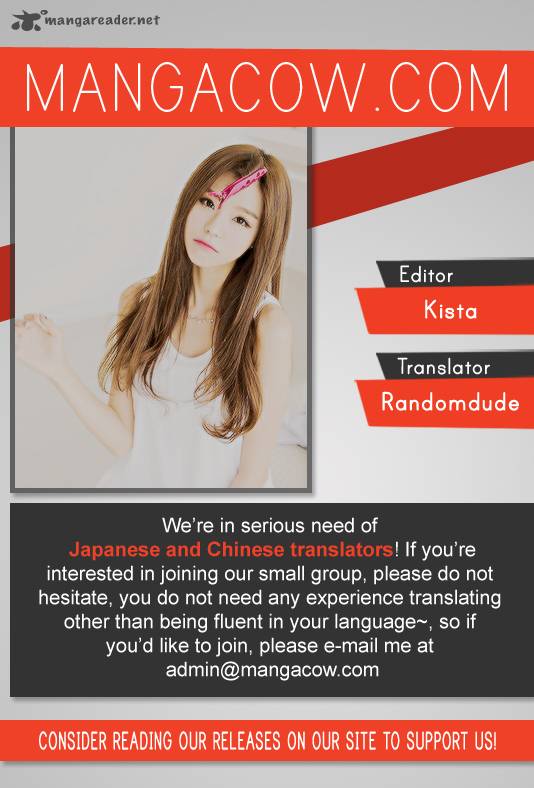 mangareader.net
MANGACOW.COM
Editor
Kista
Translator
Randomdude
We're in serious need of
Japanese and Chinese translators! If you're
interested in joining our small group, please do not
hesitate, you do not need any experience translating
other than being fluent in your language~, so if
you'd like to join, please e-mail me at
admin@mangacow.com
CONSIDER READING OUR RELEASES ON OUR SITE TO SUPPORT US!